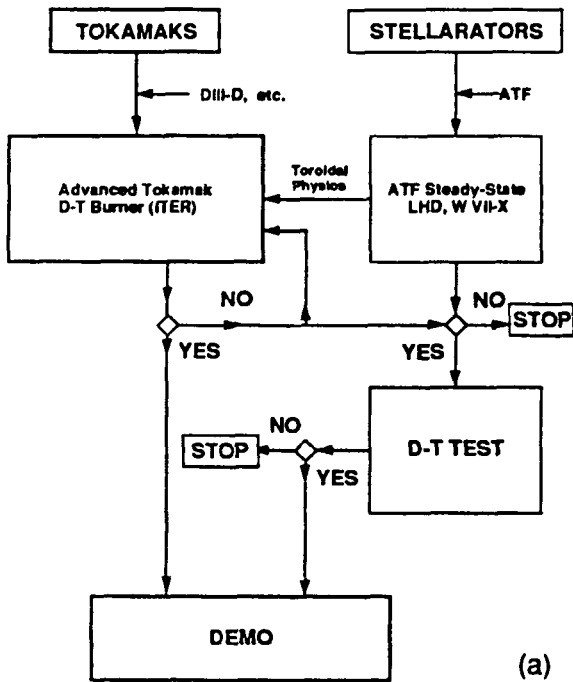 TOKAMAKS
STELLARATORS
DIII-D, etc.
ATF
Advanced Tokamak
D-T Burner (ITER)
Toroidal
Physics
ATF Steady-State
LHD, W VII-X
NO
YES
NO
YES
STOP
D-T TEST
NO
STOP
YES
DEMO
(a)